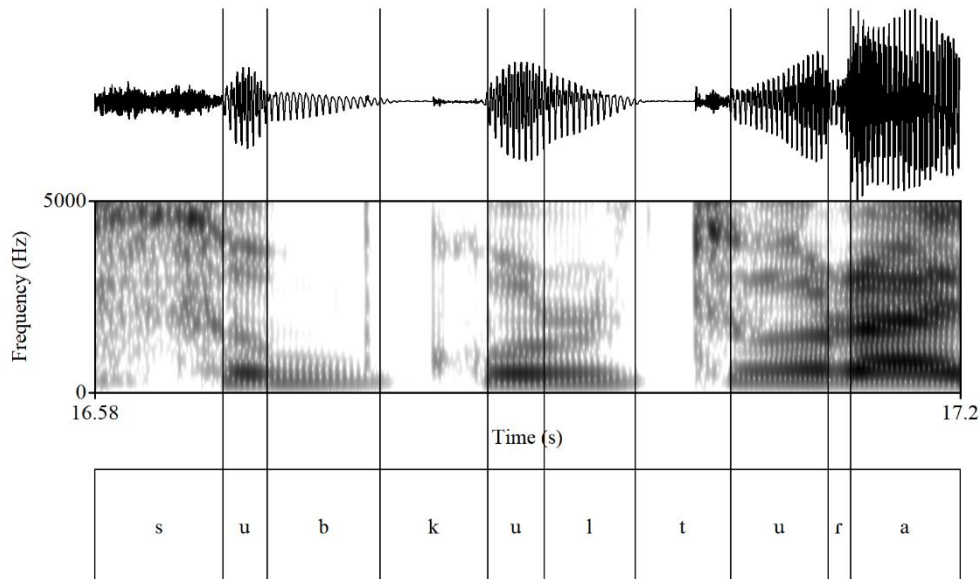 5000
Frequency (Hz)
0
16.58
17.2
Time (s)
s u b k u l t u ɾ a